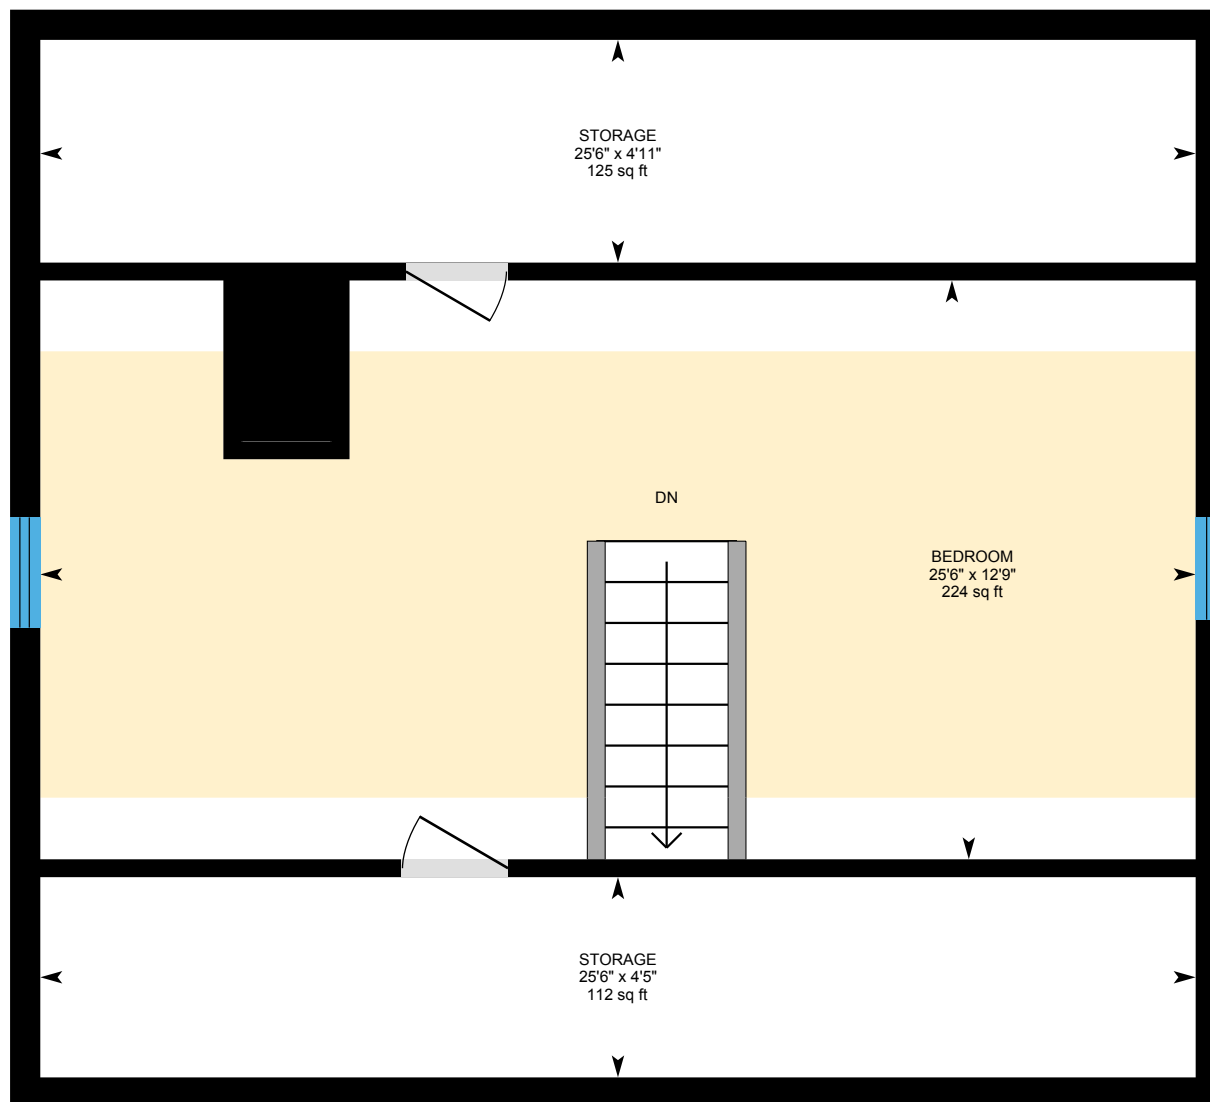 STORAGE
25'6" x 4'11"
125 sq ft
DN
BEDROOM
25'6" x 12'9"
224 sq ft
STORAGE
25'6" x 4'5"
112 sq ft